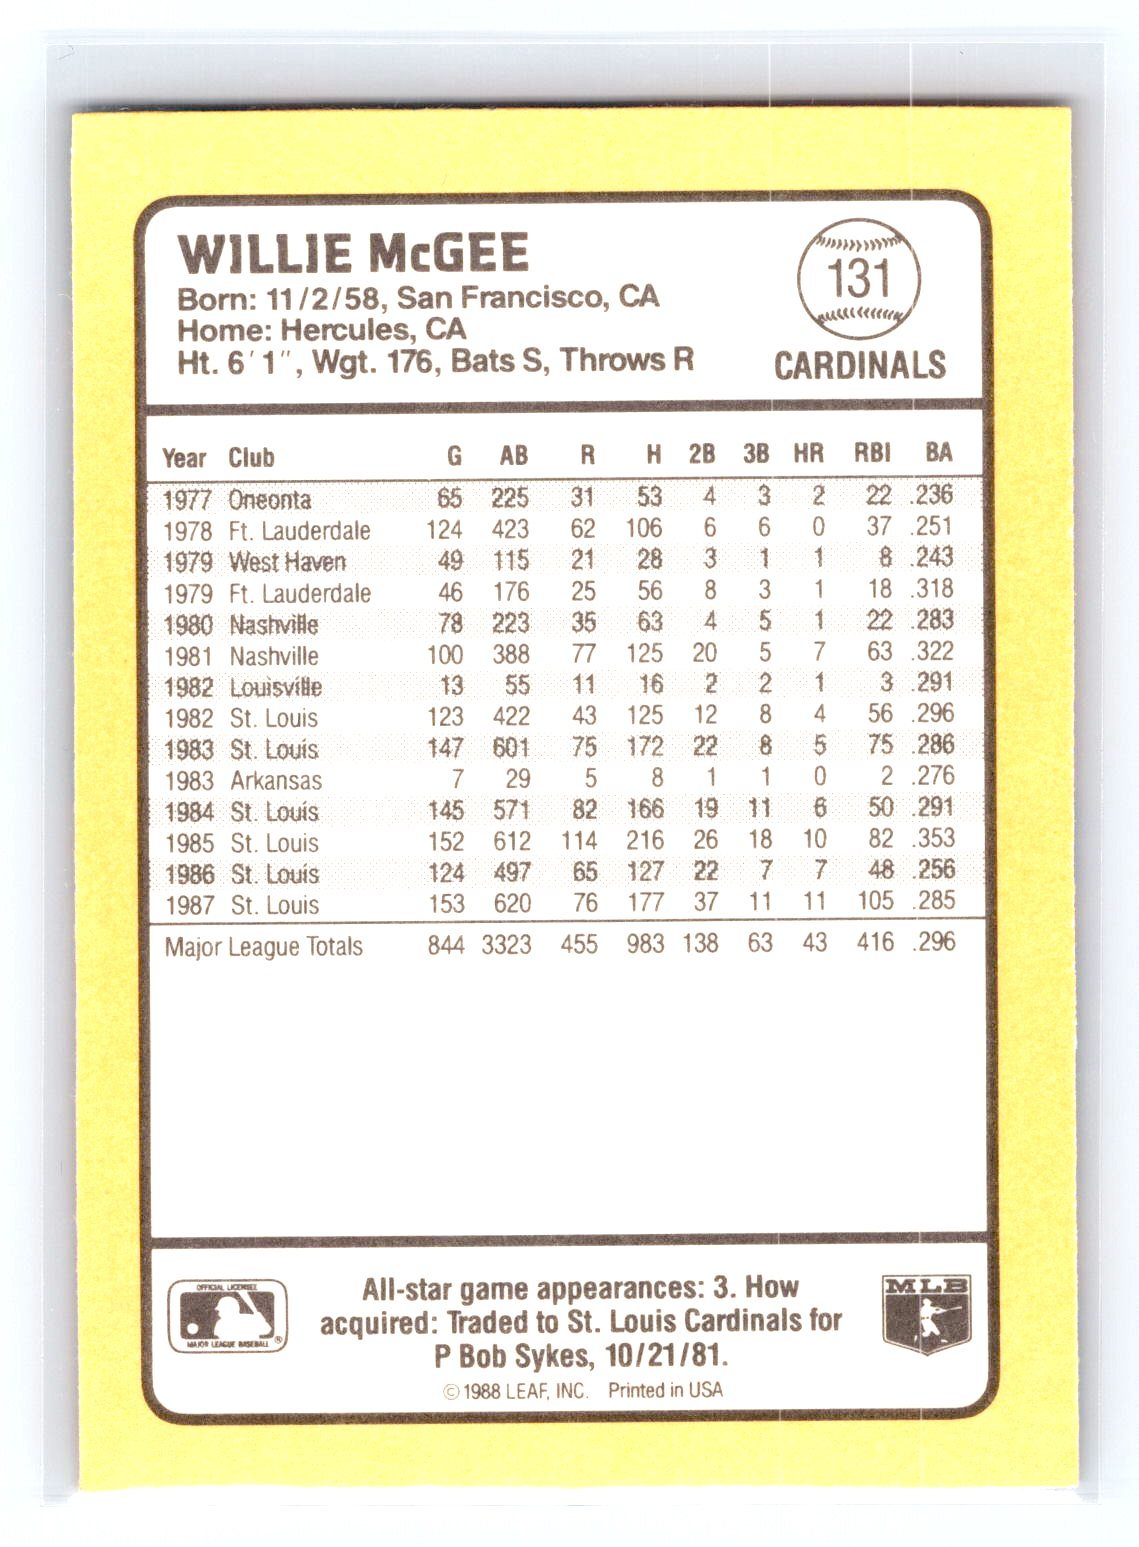 WILLIE McGEE
Born: 11/2/58, San Francisco, CA
Home: Hercules, CA
Ht. 6'1", Wgt. 176, Bats S, Throws R
131
CARDINALS
Year Club G AB R H 2B 3B HR RBI BA
1977 Oneonta 65 225 31 53 4 3 2 22 .236
1978 Ft. Lauderdale 124 423 62 106 6 6 0 37 .251
1979 West Haven 49 115 21 28 3 1 1 8 .243
1979 Ft. Lauderdale 46 176 25 56 8 3 1 18 .318
1980 Nashville 78 223 35 63 4 5 1 22 .283
1981 Nashville 100 388 77 125 20 5 7 63 .322
1982 Louisville 13 55 11 16 2 2 1 3 .291
1982 St. Louis 123 422 43 125 12 8 4 56 .296
1983 St. Louis 147 601 75 172 22 8 5 75 .286
1983 Arkansas 7 29 5 8 1 1 0 2 .276
1984 St. Louis 145 571 82 166 19 11 6 50 .291
1985 St. Louis 152 612 114 216 26 18 10 82 .353
1986 St. Louis 124 497 65 127 22 7 7 48 .256
1987 St. Louis 153 620 76 177 37 11 11 105 .285
Major League Totals 844 3323 455 983 138 63 43 416 .296
OFFICIAL LICENSEE
MAJOR LEAGUE BASEBALL ®
All-star game appearances: 3. How
acquired: Traded to St. Louis Cardinals for
P Bob Sykes, 10/21/81.
© 1988 LEAF, INC. Printed in USA
MLB